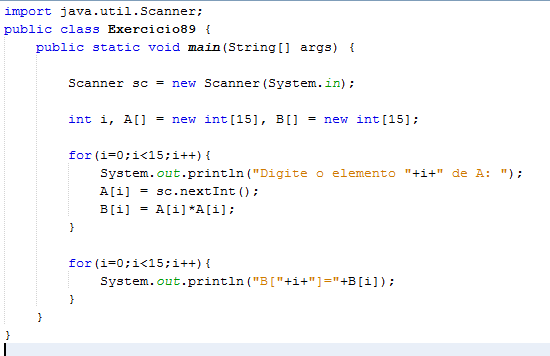 import java.util.Scanner;
public class Exercicio89 {
    public static void main(String[] args) {
        Scanner sc = new Scanner(System.in);
        int i, A[] = new int[15], B[] = new int[15];
        for(i=0;i<15;i++){
            System.out.println("Digite o elemento "+i+" de A: ");
            A[i] = sc.nextInt();
            B[i] = A[i]*A[i];
        }
        for(i=0;i<15;i++){
            System.out.println("B["+i+"]="+B[i]);
        }
    }
}